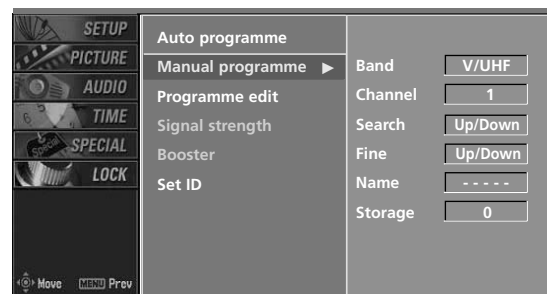 SETUP
PICTURE
AUDIO
TIME
SPECIAL
LOCK
Move MENU Prev
Auto programme
Manual programme ▶
Programme edit
Signal strength
Booster
Set ID
Band V/UHF
Channel 1
Search Up/Down
Fine Up/Down
Name - - - - -
Storage 0